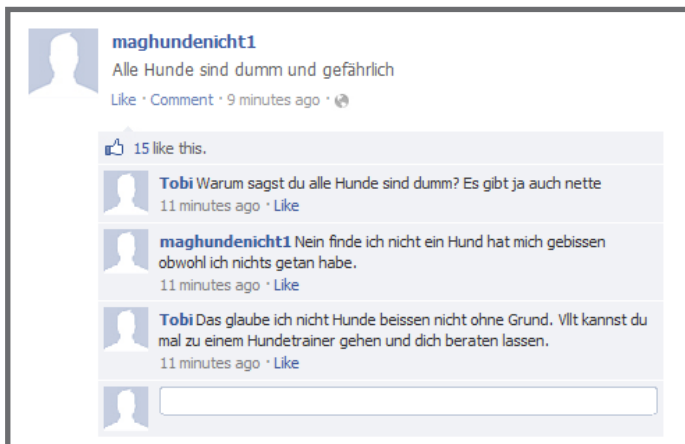 maghundenicht1
Alle Hunde sind dumm und gefährlich
Like · Comment · 9 minutes ago ·
15 like this.
Tobi Warum sagst du alle Hunde sind dumm? Es gibt ja auch nette
11 minutes ago · Like
maghundenicht1 Nein finde ich nicht ein Hund hat mich gebissen
obwohl ich nichts getan habe.
11 minutes ago · Like
Tobi Das glaube ich nicht Hunde beissen nicht ohne Grund. Vllt kannst du
mal zu einem Hundetrainer gehen und dich beraten lassen.
11 minutes ago · Like